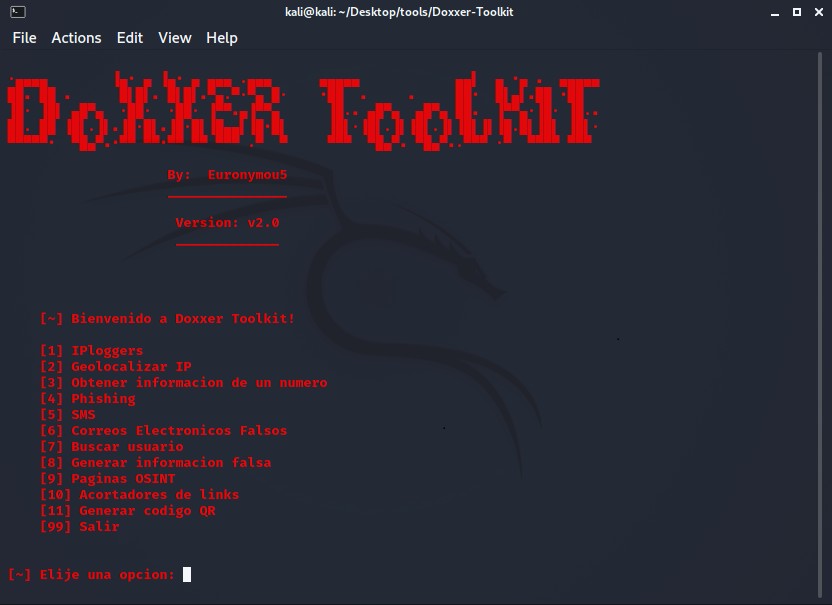 kali@kali: ~/Desktop/tools/Doxxer-Toolkit
File Actions Edit View Help
DoxXER ToolKIT
By: Euronymou5
Version: v2.0
[~] Bienvenido a Doxxer Toolkit!
[1] IPloggers
[2] Geolocalizar IP
[3] Obtener informacion de un numero
[4] Phishing
[5] SMS
[6] Correos Electronicos Falsos
[7] Buscar usuario
[8] Generar informacion falsa
[9] Paginas OSINT
[10] Acortadores de links
[11] Generar codigo QR
[99] Salir
[~] Elije una opcion: